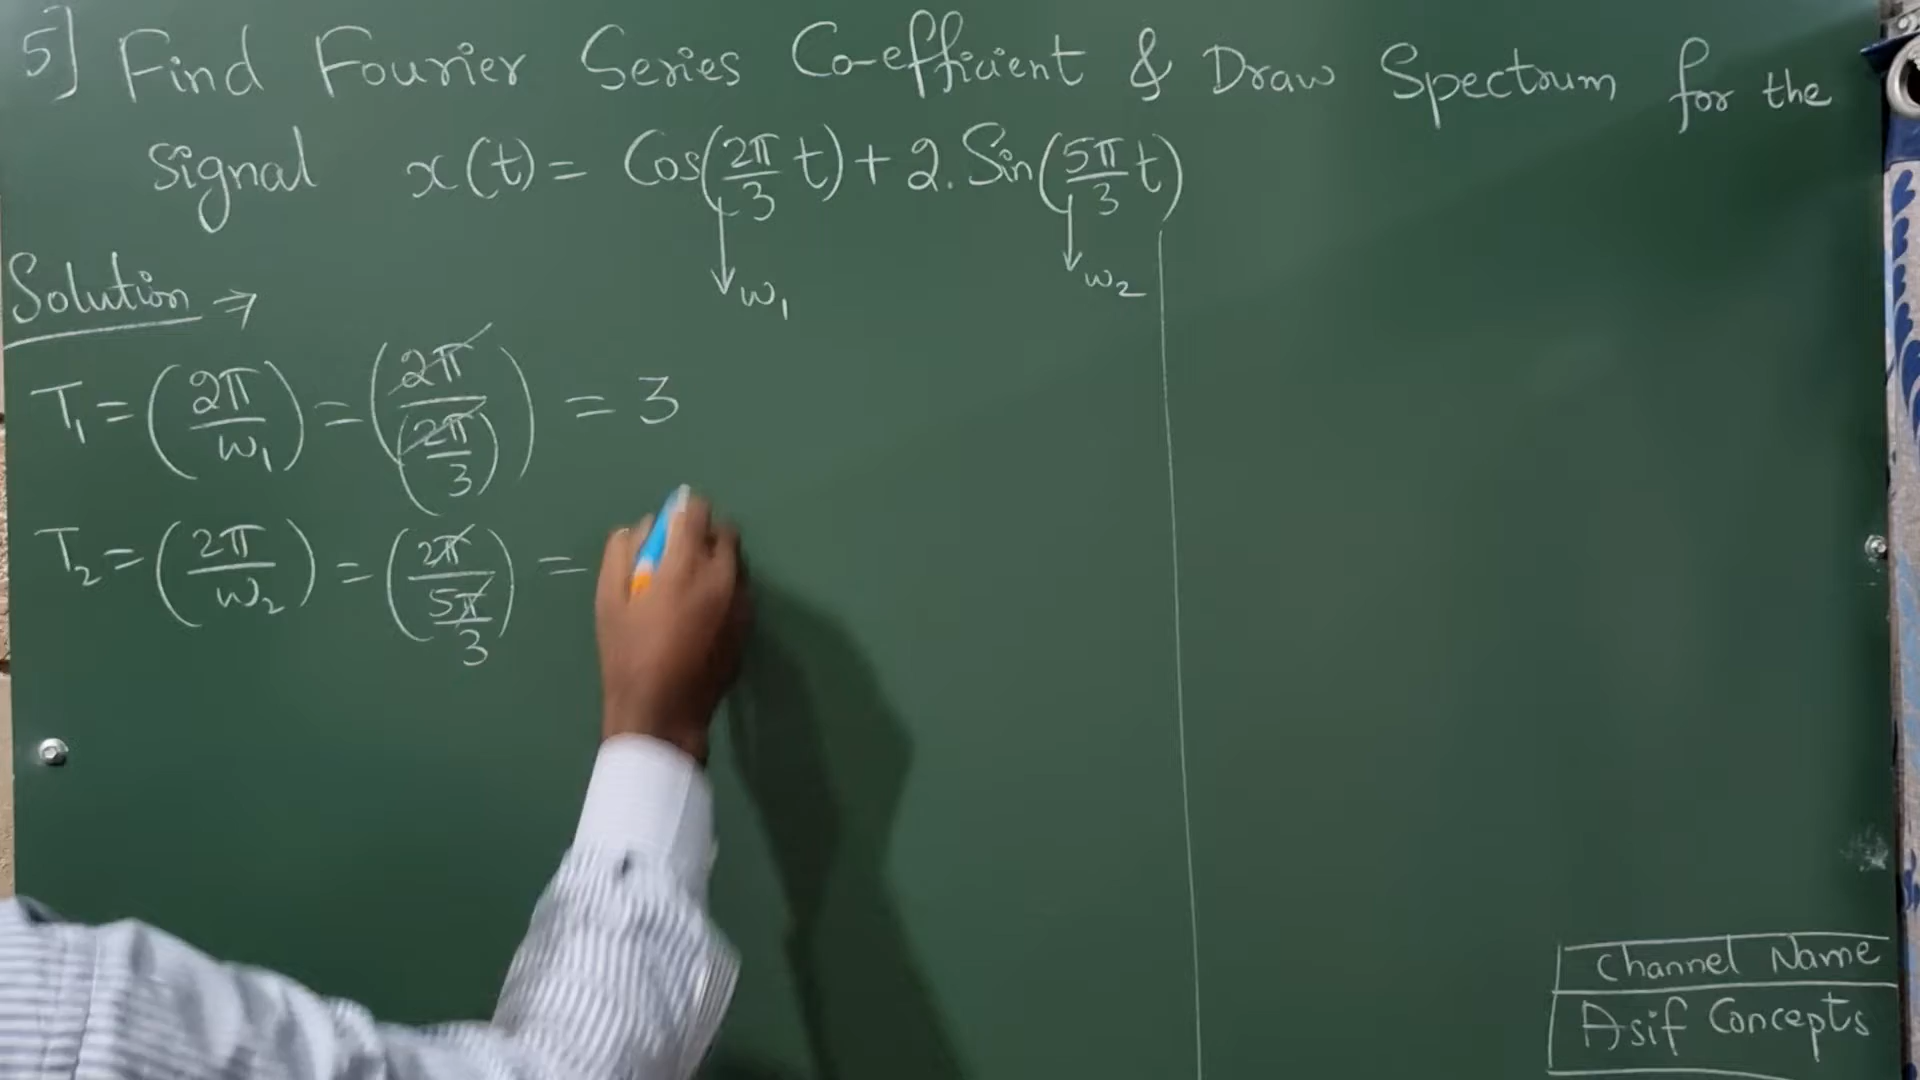 5] Find Fourier Series Co-efficient & Draw Spectrum for the
signal x(t) = Cos(2π/3 t) + 2. Sin(5π/3 t)
ω₁ ω₂
Solution →
T₁ = (2π/ω₁) = (2π/(2π/3)) = 3
T₂ = (2π/ω₂) = (2π/5π/3) =
Channel Name
Asif Concepts